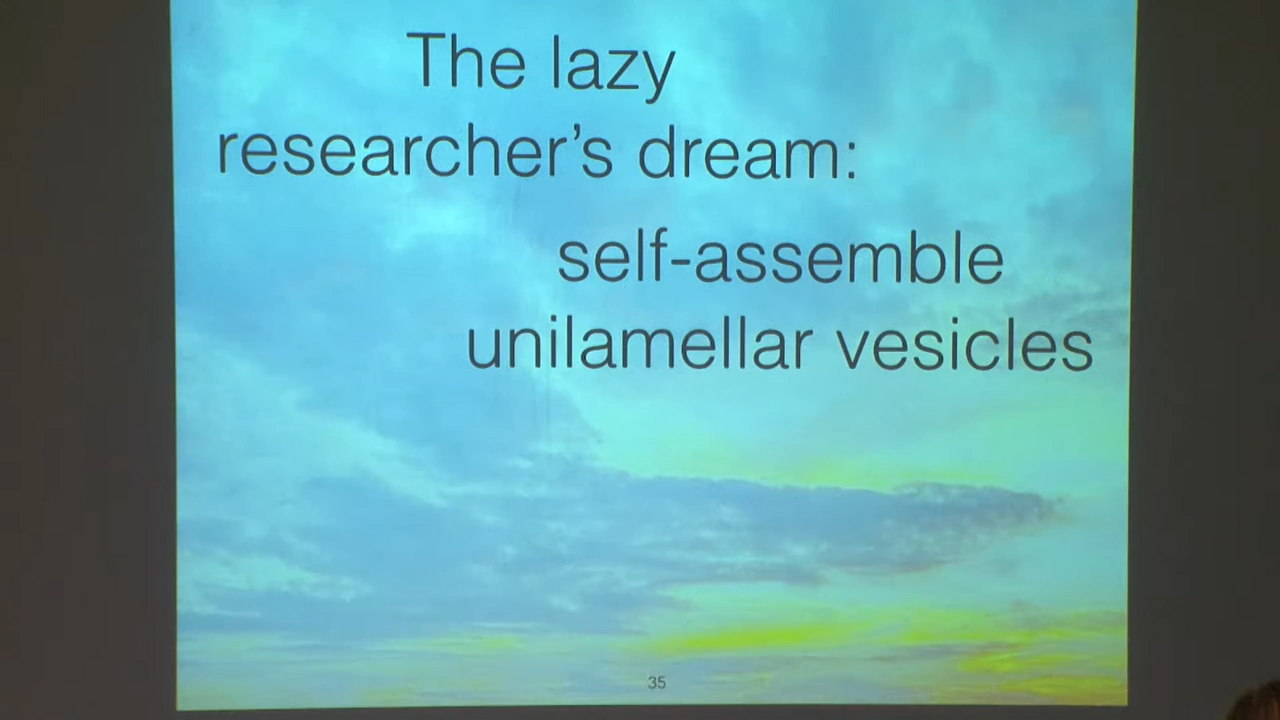 The lazy
researcher’s dream:
self-assemble
unilamellar vesicles
35